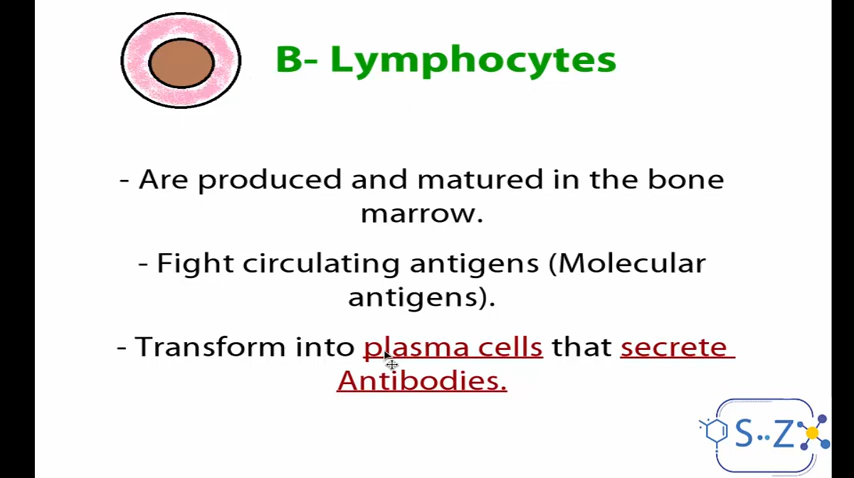 B- Lymphocytes
- Are produced and matured in the bone
marrow.
- Fight circulating antigens (Molecular
antigens).
- Transform into plasma cells that secrete
Antibodies.
S··Z